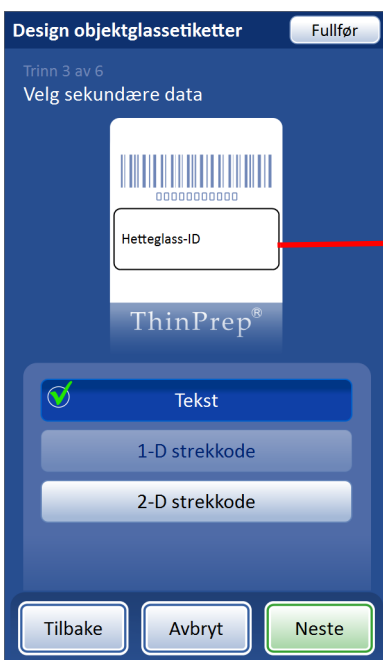 Design objektglassetiketter
Fullfør
Trinn 3 av 6
Velg sekundære data
00000000000
Hetteglass-ID
ThinPrep®
Tekst
1-D strekkode
2-D strekkode
Tilbake
Avbryt
Neste